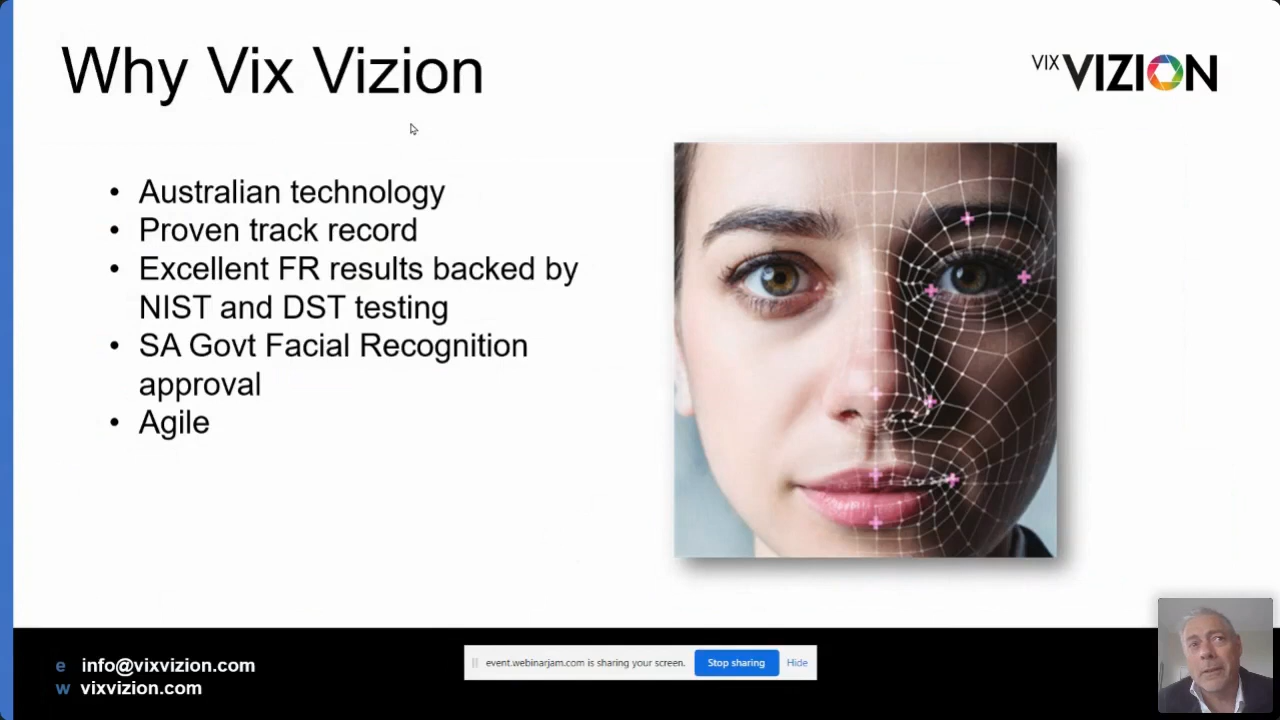 Why Vix Vizion
VIX VIZION
• Australian technology
• Proven track record
• Excellent FR results backed by
NIST and DST testing
• SA Govt Facial Recognition
approval
• Agile
e info@vixvizion.com
w vixvizion.com
event.webinarjam.com is sharing your screen. Stop sharing Hide